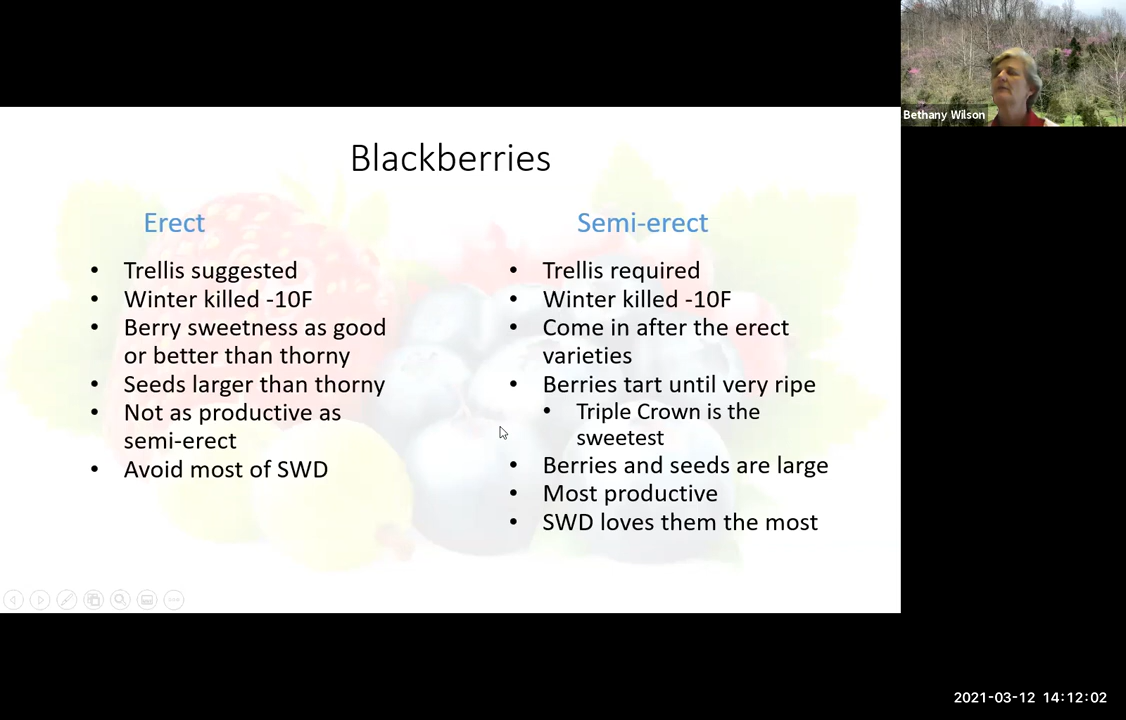 Bethany Wilson
Blackberries
Erect
• Trellis suggested
• Winter killed -10F
• Berry sweetness as good
or better than thorny
• Seeds larger than thorny
• Not as productive as
semi-erect
• Avoid most of SWD
Semi-erect
• Trellis required
• Winter killed -10F
• Come in after the erect
varieties
• Berries tart until very ripe
• Triple Crown is the
sweetest
• Berries and seeds are large
• Most productive
• SWD loves them the most
2021-03-12 14:12:02